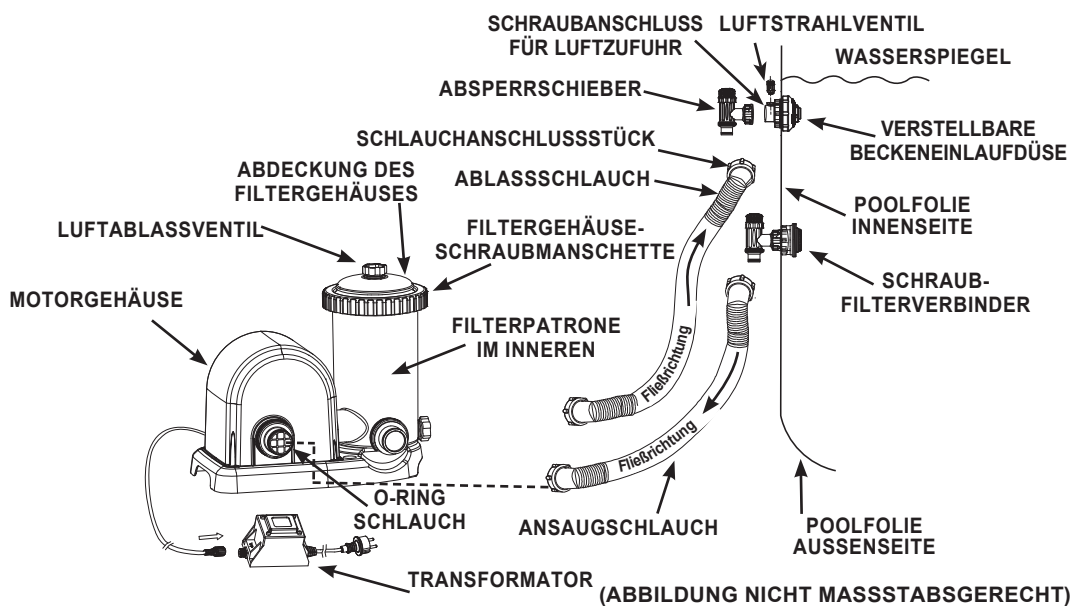 SCHRAUBANSCHLUSS
FÜR LUFTZUFUHR
LUFTSTRAHLVENTIL
WASSERSPIEGEL
ABSPERRSCHIEBER
VERSTELLBARE
BECKENEINLAUFDÜSE
SCHLAUCHANSCHLUSSSTÜCK
ABDECKUNG DES
FILTERGEHÄUSES
ABLASSSCHLAUCH
POOLFOLIE
INNENSEITE
LUFTABLASSVENTIL
FILTERGEHÄUSE-
SCHRAUBMANSCHETTE
SCHRAUB-
FILTERVERBINDER
MOTORGEHÄUSE
FILTERPATRONE
IM INNEREN
Fließrichtung
Fließrichtung
O-RING
SCHLAUCH
ANSAUGSCHLAUCH
POOLFOLIE
AUSSENSEITE
TRANSFORMATOR
(ABBILDUNG NICHT MASSSTABSGERECHT)